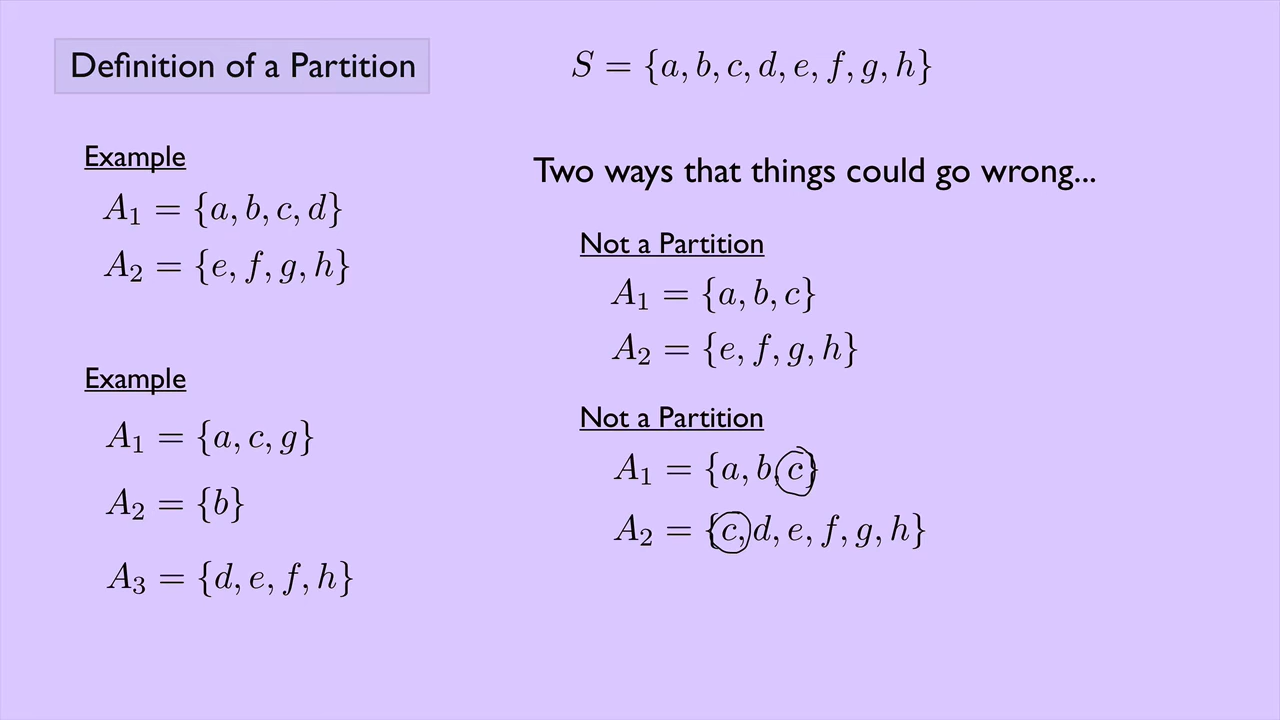 Definition of a Partition
S = {a, b, c, d, e, f, g, h}
Example
A₁ = {a, b, c, d}
A₂ = {e, f, g, h}
Example
A₁ = {a, c, g}
A₂ = {b}
A₃ = {d, e, f, h}
Two ways that things could go wrong...
Not a Partition
A₁ = {a, b, c}
A₂ = {e, f, g, h}
Not a Partition
A₁ = {a, b, c}
A₂ = {c, d, e, f, g, h}